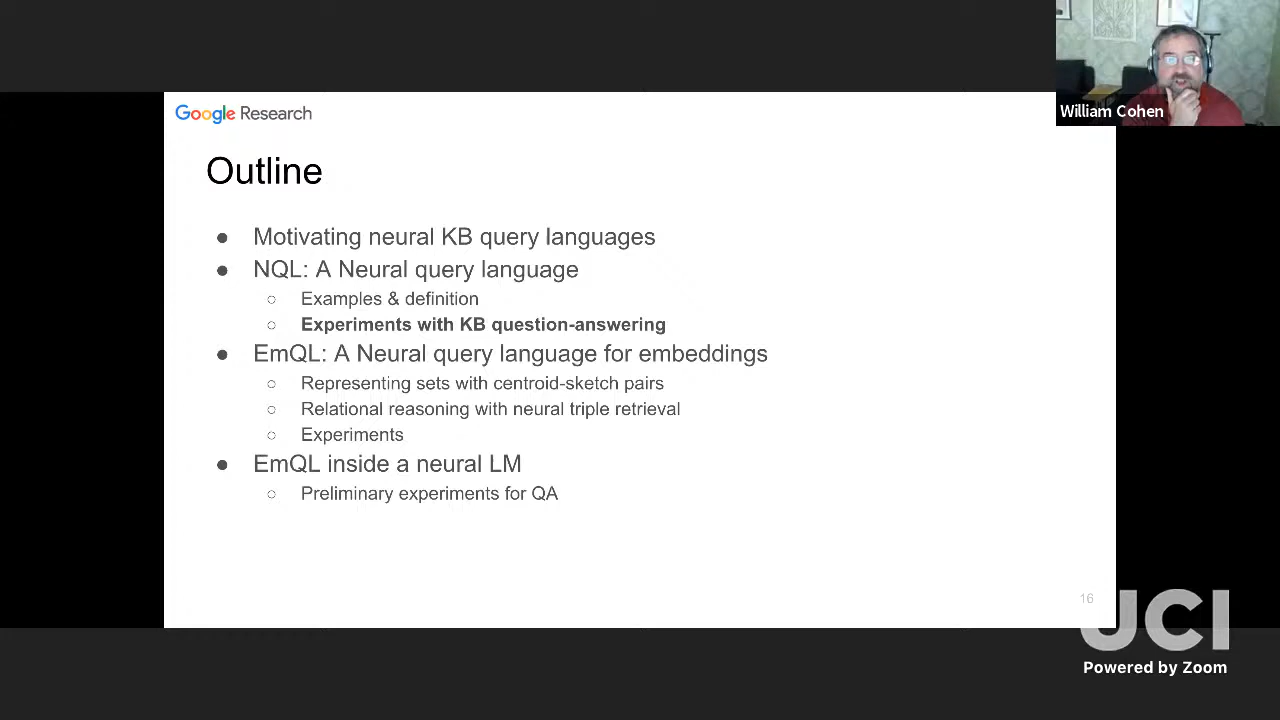 Google Research
William Cohen
Outline
● Motivating neural KB query languages
● NQL: A Neural query language
○ Examples & definition
○ Experiments with KB question-answering
● EmQL: A Neural query language for embeddings
○ Representing sets with centroid-sketch pairs
○ Relational reasoning with neural triple retrieval
○ Experiments
● EmQL inside a neural LM
○ Preliminary experiments for QA
16
UCI
Powered by Zoom